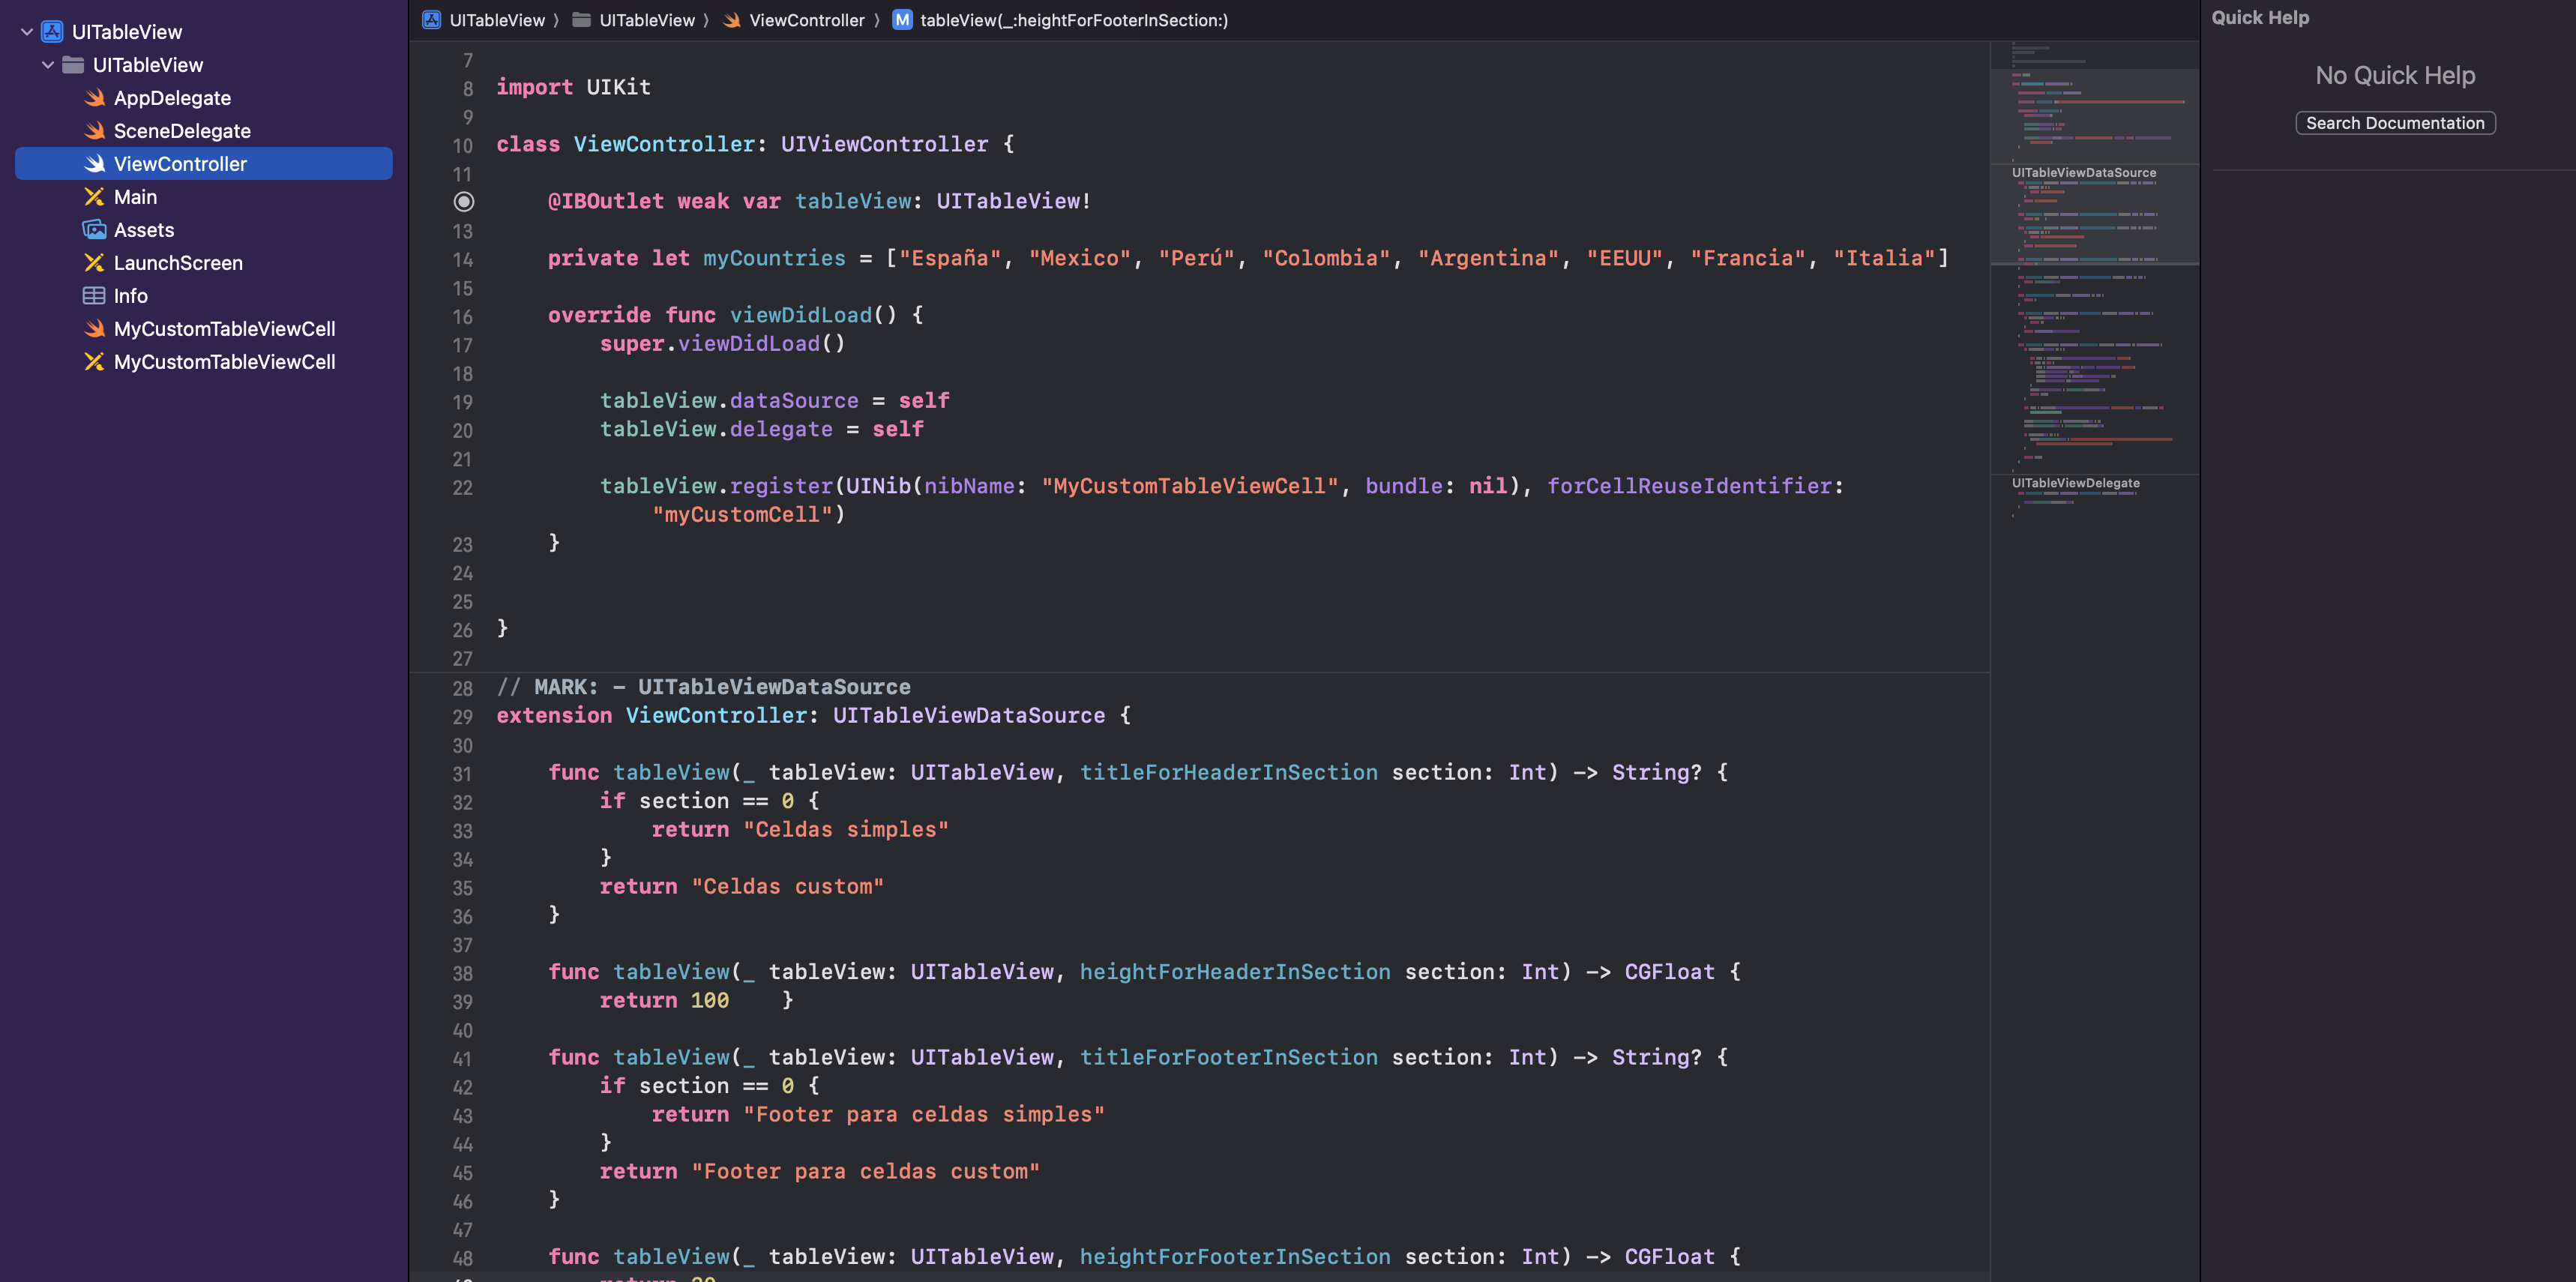 UITableView
UITableView
AppDelegate
SceneDelegate
ViewController
Main
Assets
LaunchScreen
Info
MyCustomTableViewCell
MyCustomTableViewCell
UITableView 〉 UITableView 〉 ViewController 〉 M tableView(_:heightForFooterInSection:)
7
8 import UIKit
9
10 class ViewController: UIViewController {
11
@IBOutlet weak var tableView: UITableView!
13
14 private let myCountries = ["España", "Mexico", "Perú", "Colombia", "Argentina", "EEUU", "Francia", "Italia"]
15
16 override func viewDidLoad() {
17 super.viewDidLoad()
18
19 tableView.dataSource = self
20 tableView.delegate = self
21
22 tableView.register(UINib(nibName: "MyCustomTableViewCell", bundle: nil), forCellReuseIdentifier:
"myCustomCell")
23 }
24
25
26 }
27
28 // MARK: - UITableViewDataSource
29 extension ViewController: UITableViewDataSource {
30
31 func tableView(_ tableView: UITableView, titleForHeaderInSection section: Int) -> String? {
32 if section == 0 {
33 return "Celdas simples"
34 }
35 return "Celdas custom"
36 }
37
38 func tableView(_ tableView: UITableView, heightForHeaderInSection section: Int) -> CGFloat {
39 return 100 }
40
41 func tableView(_ tableView: UITableView, titleForFooterInSection section: Int) -> String? {
42 if section == 0 {
43 return "Footer para celdas simples"
44 }
45 return "Footer para celdas custom"
46 }
47
48 func tableView(_ tableView: UITableView, heightForFooterInSection section: Int) -> CGFloat {
UITableViewDataSource
UITableViewDelegate
Quick Help
No Quick Help
Search Documentation